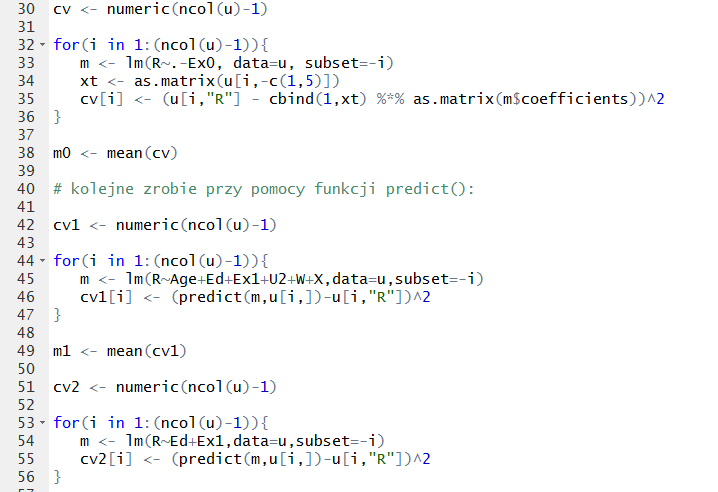 30 cv <- numeric(ncol(u)-1)
31
32 for(i in 1:(ncol(u)-1)){
33 m <- lm(R~.-Ex0, data=u, subset=-i)
34 xt <- as.matrix(u[i,-c(1,5)])
35 cv[i] <- (u[i,"R"] - cbind(1,xt) %*% as.matrix(m$coefficients))^2
36 }
37
38 m0 <- mean(cv)
39
40 # kolejne zrobie przy pomocy funkcji predict():
41
42 cv1 <- numeric(ncol(u)-1)
43
44 for(i in 1:(ncol(u)-1)){
45 m <- lm(R~Age+Ed+Ex1+U2+W+X,data=u,subset=-i)
46 cv1[i] <- (predict(m,u[i,])-u[i,"R"])^2
47 }
48
49 m1 <- mean(cv1)
50
51 cv2 <- numeric(ncol(u)-1)
52
53 for(i in 1:(ncol(u)-1)){
54 m <- lm(R~Ed+Ex1,data=u,subset=-i)
55 cv2[i] <- (predict(m,u[i,])-u[i,"R"])^2
56 }